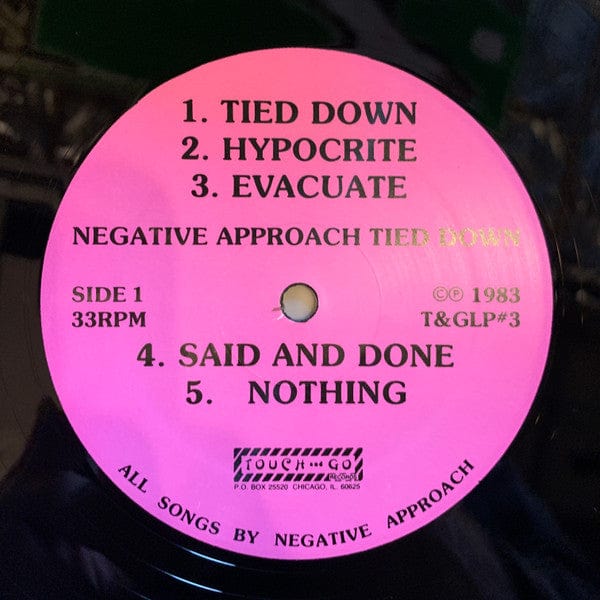 1. TIED DOWN
2. HYPOCRITE
3. EVACUATE
NEGATIVE APPROACH TIED DOWN
SIDE 1
33RPM
©℗ 1983
T&GLP#3
4. SAID AND DONE
5. NOTHING
TOUCH AND GO
RECORDS
P.O. BOX 25520 CHICAGO, IL. 60625
ALL SONGS BY NEGATIVE APPROACH